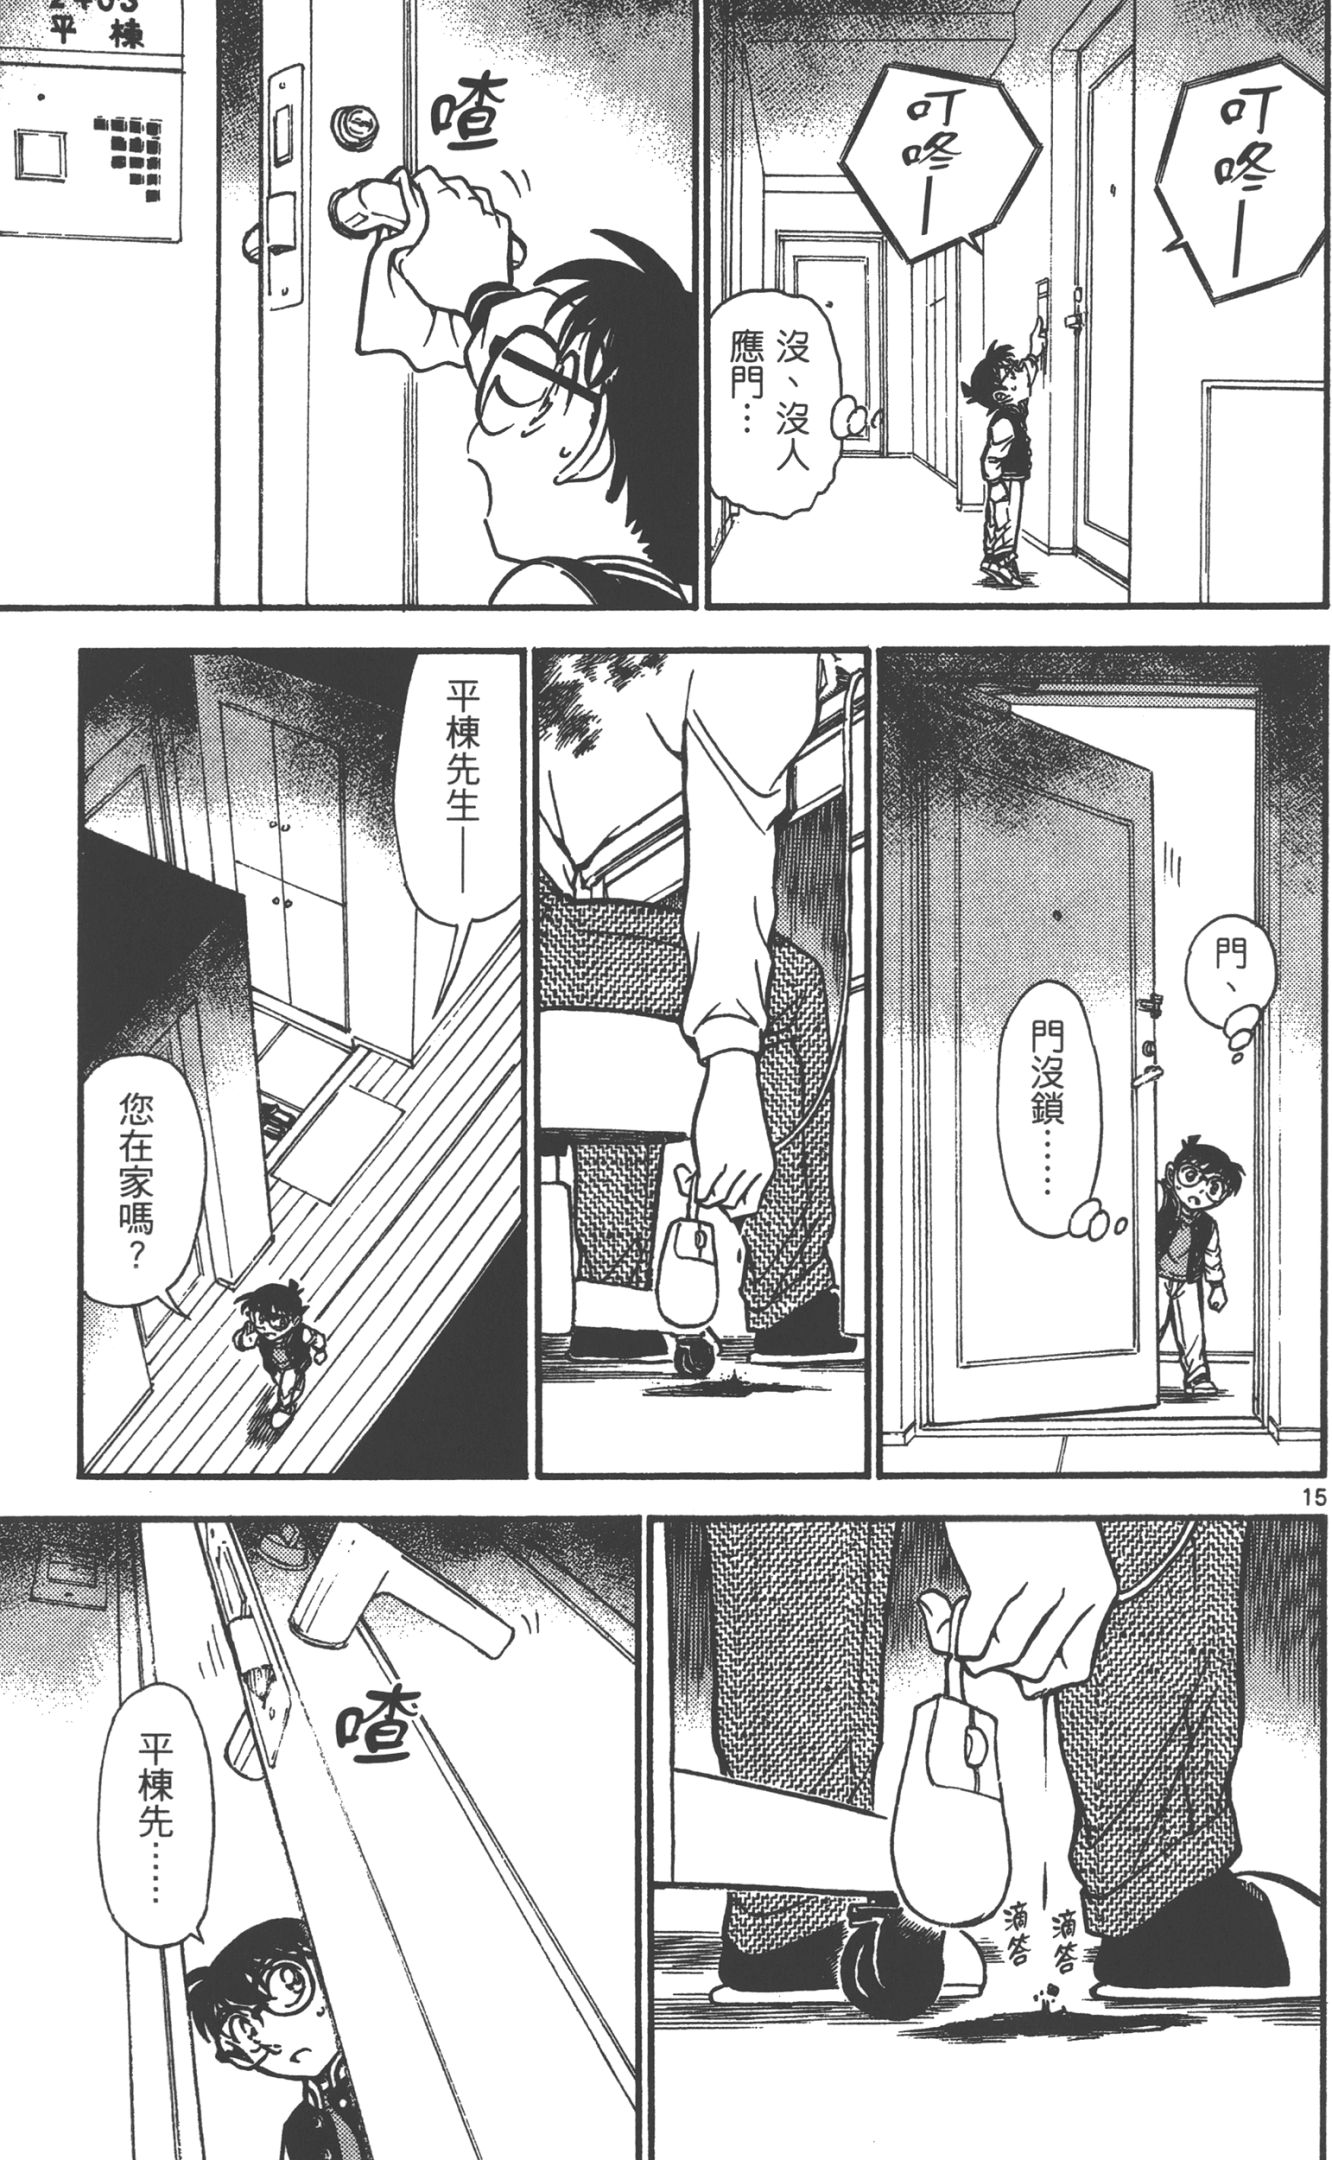 叮咚—
叮咚—
沒、沒人
應門…
平棟
喳
門、
門沒鎖……
平棟先生——
您在家嗎？
15
滴答
滴答
喳
平棟先……